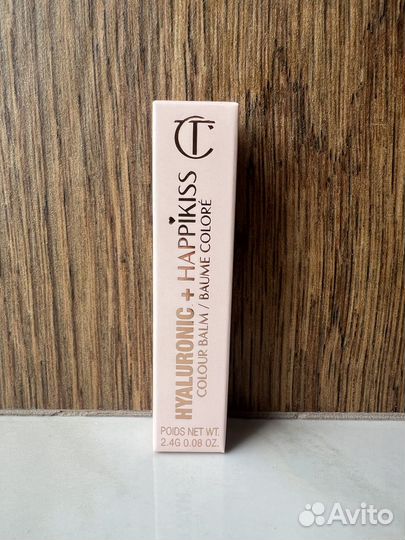 CT
HYALURONIC + HAPPIKISS
COLOUR BALM / BAUME COLORÉ
POIDS NET WT.
2.4G 0.08 OZ.
Avito